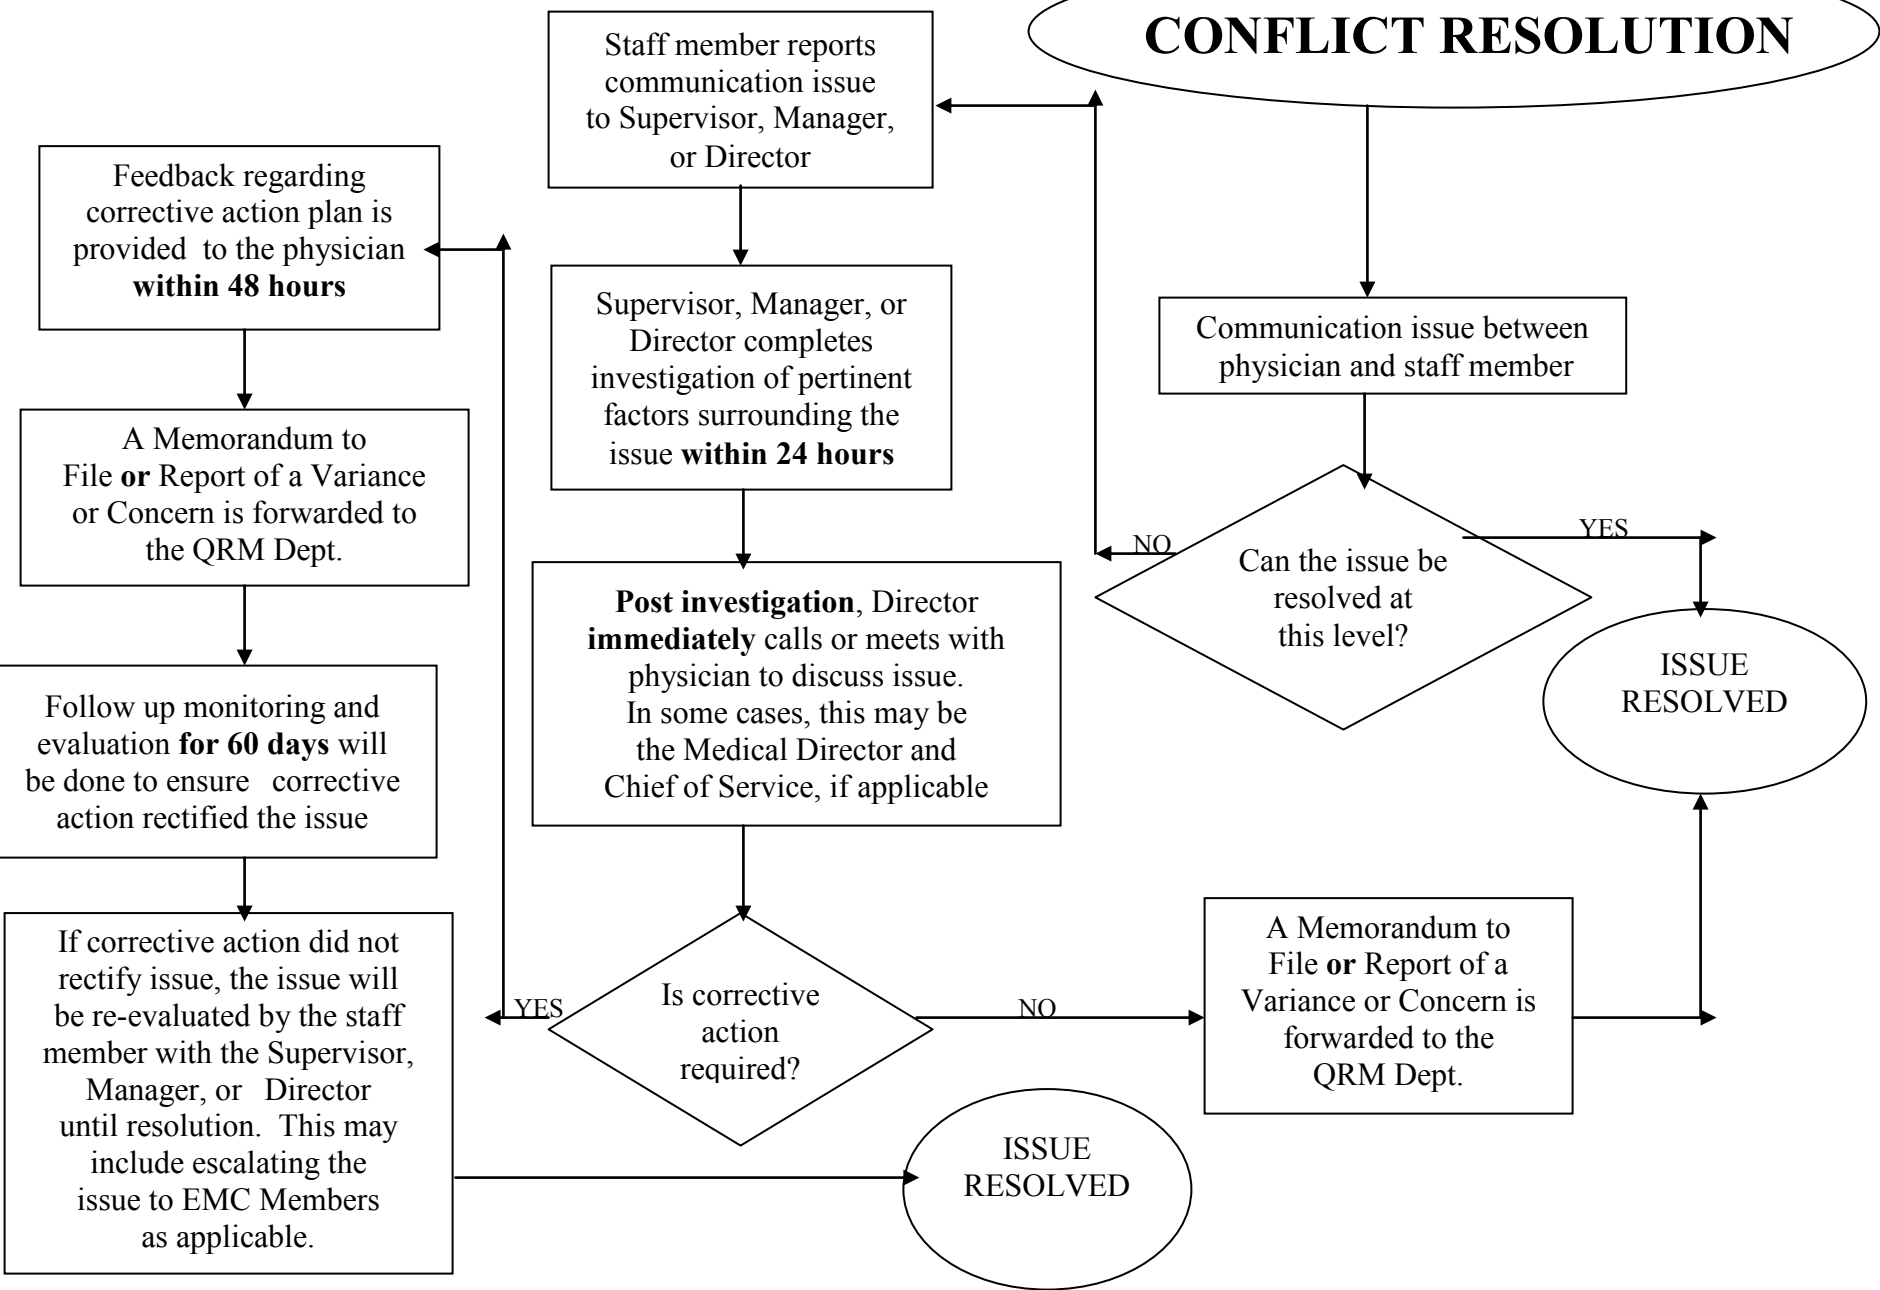 CONFLICT RESOLUTION
Communication issue between
physician and staff member
Can the issue be
resolved at
this level?
YES
ISSUE
RESOLVED
NO
Staff member reports
communication issue
to Supervisor, Manager,
or Director
Supervisor, Manager, or
Director completes
investigation of pertinent
factors surrounding the
issue within 24 hours
Post investigation, Director
immediately calls or meets with
physician to discuss issue.
In some cases, this may be
the Medical Director and
Chief of Service, if applicable
Is corrective
action
required?
NO
A Memorandum to
File or Report of a
Variance or Concern is
forwarded to the
QRM Dept.
YES
Feedback regarding
corrective action plan is
provided to the physician
within 48 hours
A Memorandum to
File or Report of a Variance
or Concern is forwarded to
the QRM Dept.
Follow up monitoring and
evaluation for 60 days will
be done to ensure corrective
action rectified the issue
If corrective action did not
rectify issue, the issue will
be re-evaluated by the staff
member with the Supervisor,
Manager, or Director
until resolution. This may
include escalating the
issue to EMC Members
as applicable.
ISSUE
RESOLVED